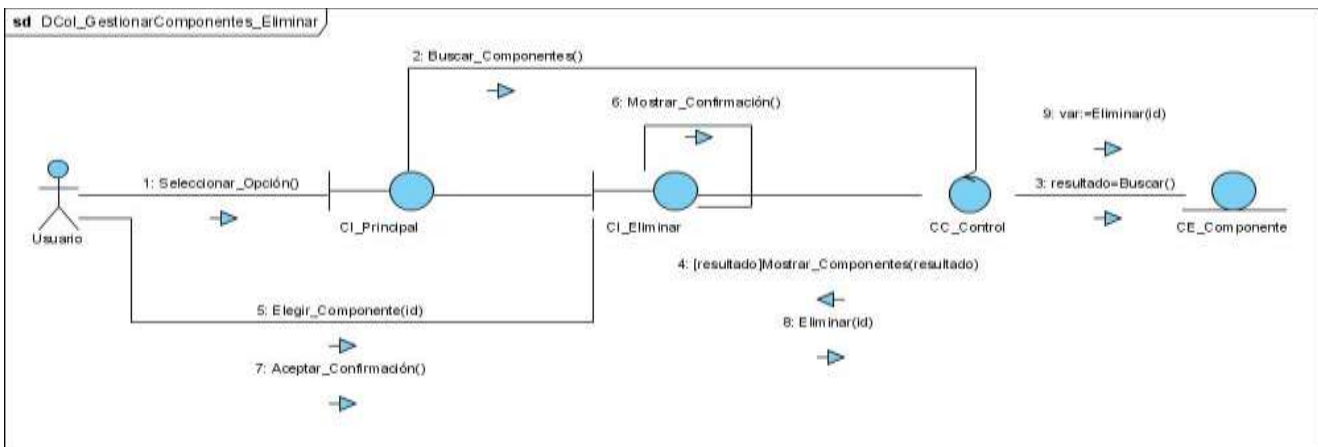 sd DCol_GestionarComponentes_Eliminar
2: Buscar_Componentes()
6: Mostrar_Confirmación()
9: var:=Eliminar(id)
1: Seleccionar_Opción()
3: resultado=Buscar()
Usuario
CI_Principal
CI_Eliminar
CC_Control
CE_Componente
4: [resultado]Mostrar_Componentes(resultado)
5: Elegir_Componente(id)
8: Eliminar(id)
7: Aceptar_Confirmación()